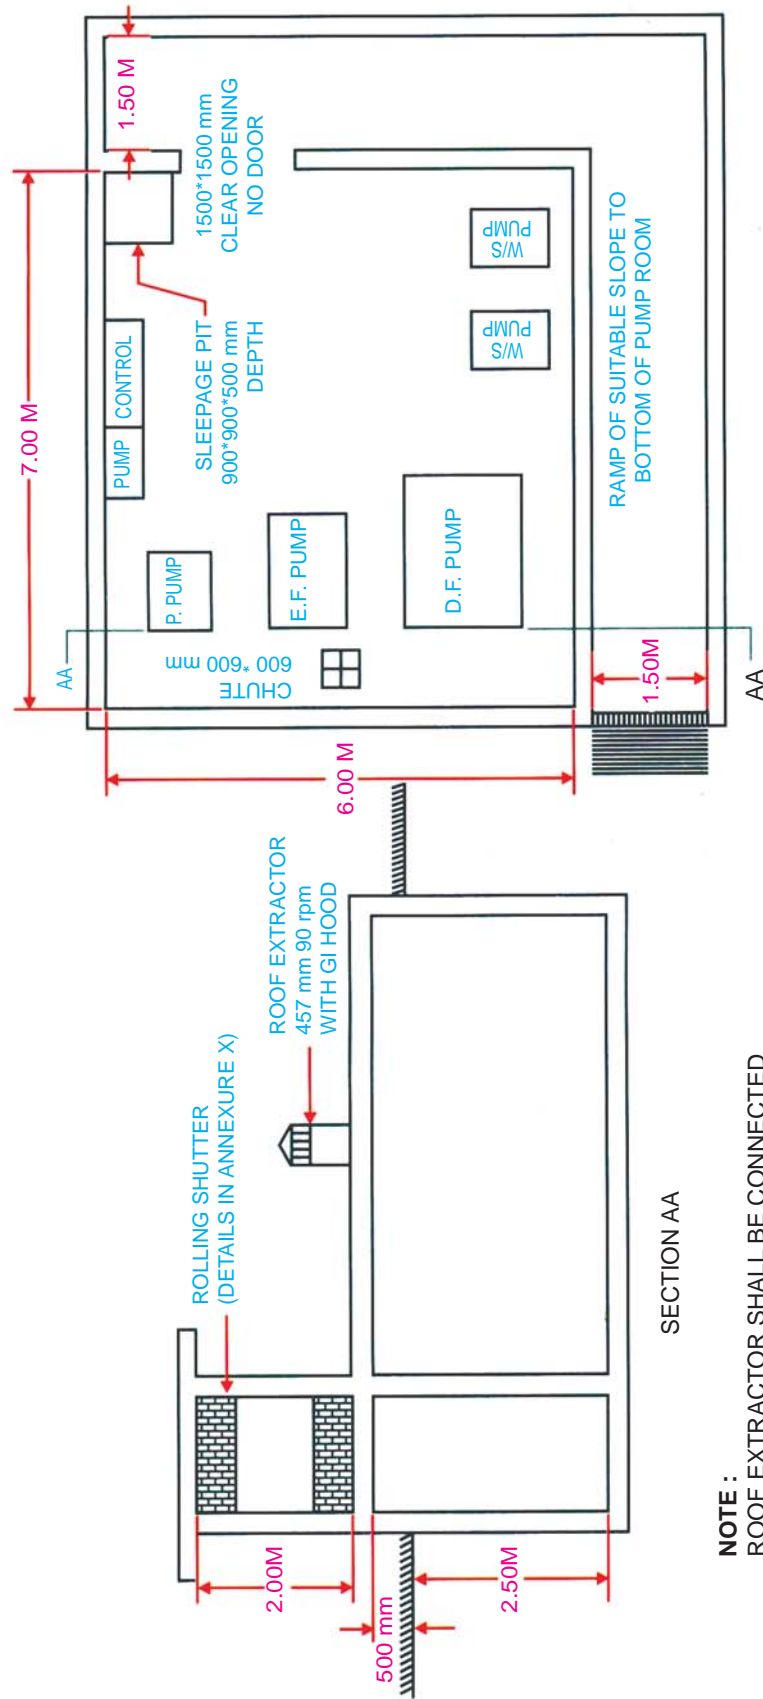 ROLLING SHUTTER
(DETAILS IN ANNEXURE X)
ROOF EXTRACTOR
457 mm 90 rpm
WITH GI HOOD
2.00M
500 mm
2.50M
SECTION AA
NOTE :
ROOF EXTRACTOR SHALL BE CONNECTED
7.00 M
1.50 M
6.00 M
1.50M
AA
AA
P. PUMP
PUMP
CONTROL
E.F. PUMP
D.F. PUMP
CHUTE
600 * 600 mm
SLEEPAGE PIT
900*900*500 mm
DEPTH
1500*1500 mm
CLEAR OPENING
NO DOOR
W/S
PUMP
W/S
PUMP
RAMP OF SUITABLE SLOPE TO
BOTTOM OF PUMP ROOM